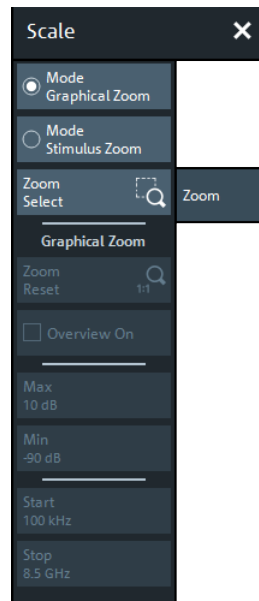 Scale
Mode
Graphical Zoom
Mode
Stimulus Zoom
Zoom
Select
Zoom
Graphical Zoom
Zoom
Reset
1:1
Overview On
Max
10 dB
Min
-90 dB
Start
100 kHz
Stop
8.5 GHz